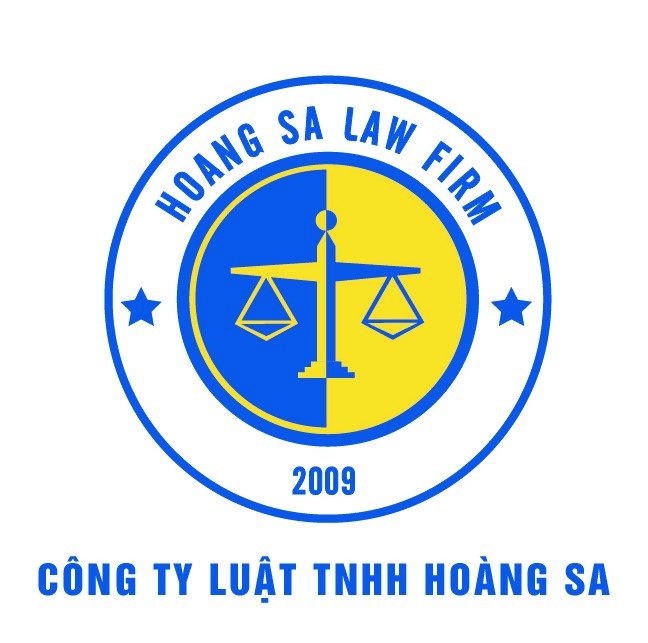 HOANG SA LAW FIRM
2009
CÔNG TY LUẬT TNHH HOÀNG SA